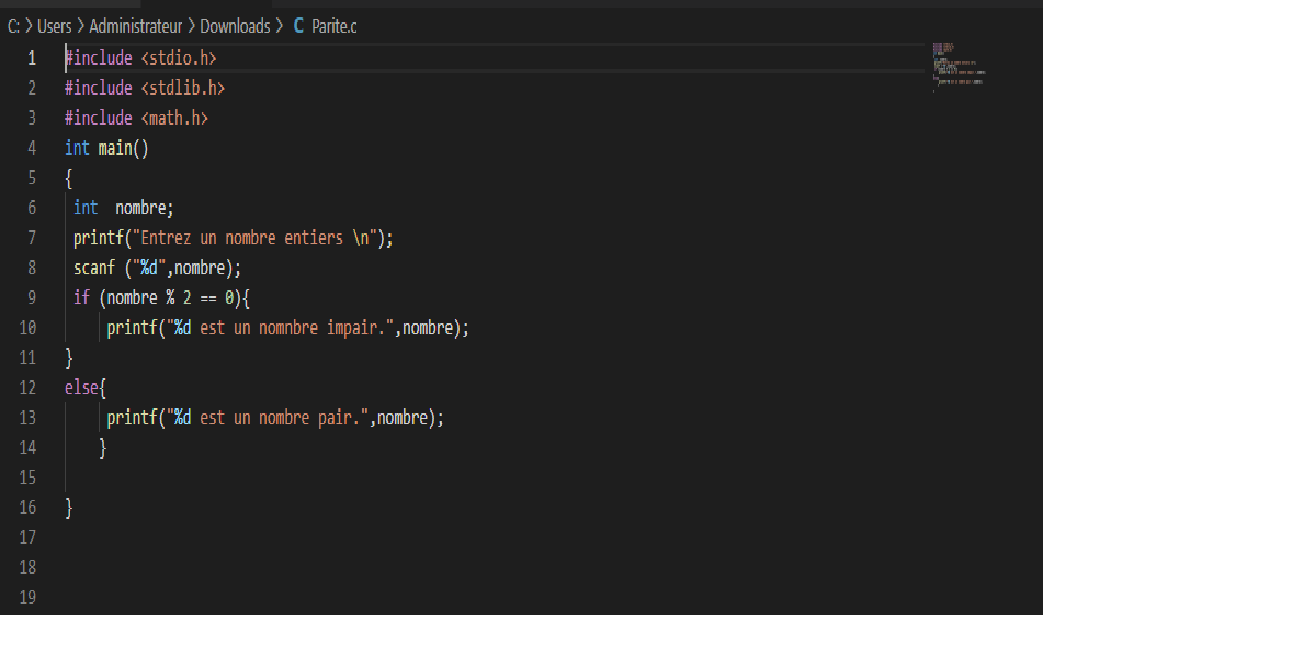 C: > Users > Administrateur > Downloads > C Parite.c
1 #include <stdio.h>
2 #include <stdlib.h>
3 #include <math.h>
4 int main()
5 {
6 int  nombre;
7 printf("Entrez un nombre entiers \n");
8 scanf ("%d",nombre);
9 if (nombre % 2 == 0){
10 printf("%d est un nomnbre impair.",nombre);
11 }
12 else{
13 printf("%d est un nombre pair.",nombre);
14 }
15
16 }
17
18
19